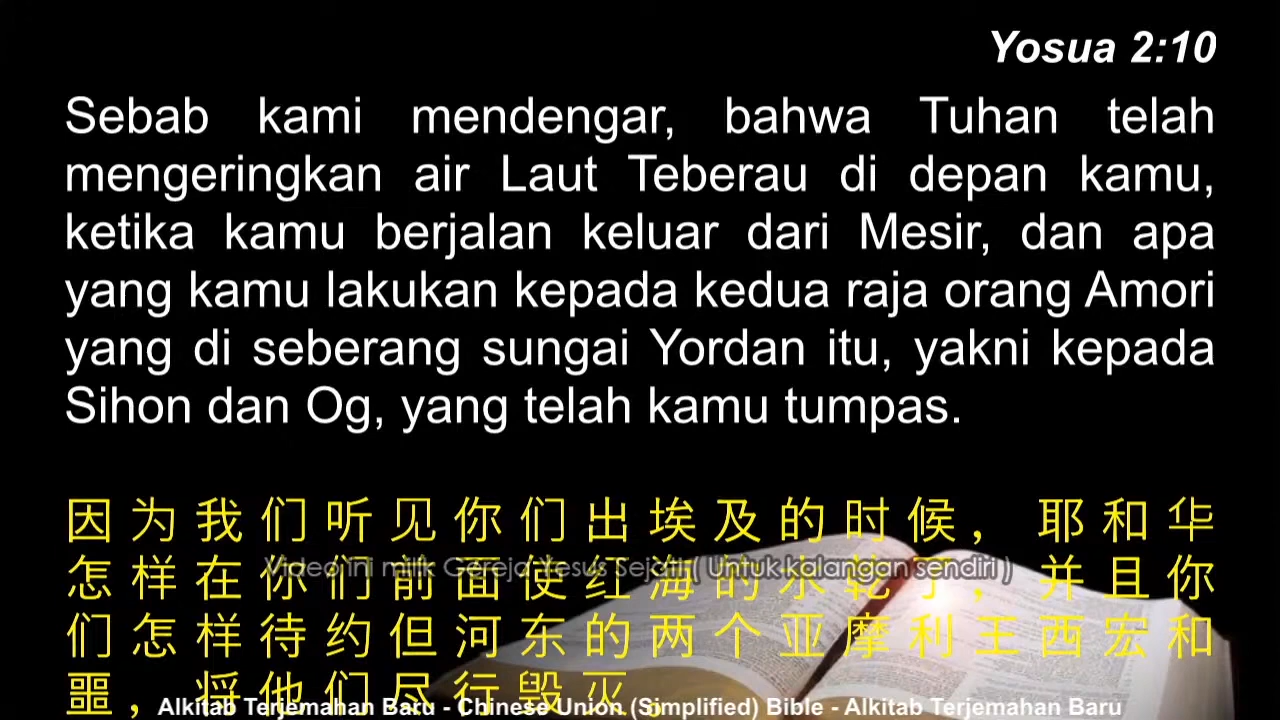 Yosua 2:10
Sebab kami mendengar, bahwa Tuhan telah
mengeringkan air Laut Teberau di depan kamu,
ketika kamu berjalan keluar dari Mesir, dan apa
yang kamu lakukan kepada kedua raja orang Amori
yang di seberang sungai Yordan itu, yakni kepada
Sihon dan Og, yang telah kamu tumpas.
因为我们听见你们出埃及的时候，耶和华
怎样在你们前面使红海的水乾了，并且你
Video ini milik Gereja Yesus Sejati ( Untuk kalangan sendiri )
们怎样待约但河东的两个亚摩利王西宏和
噩，将他们尽行毁灭。
Alkitab Terjemahan Baru - Chinese Union (Simplified) Bible - Alkitab Terjemahan Baru